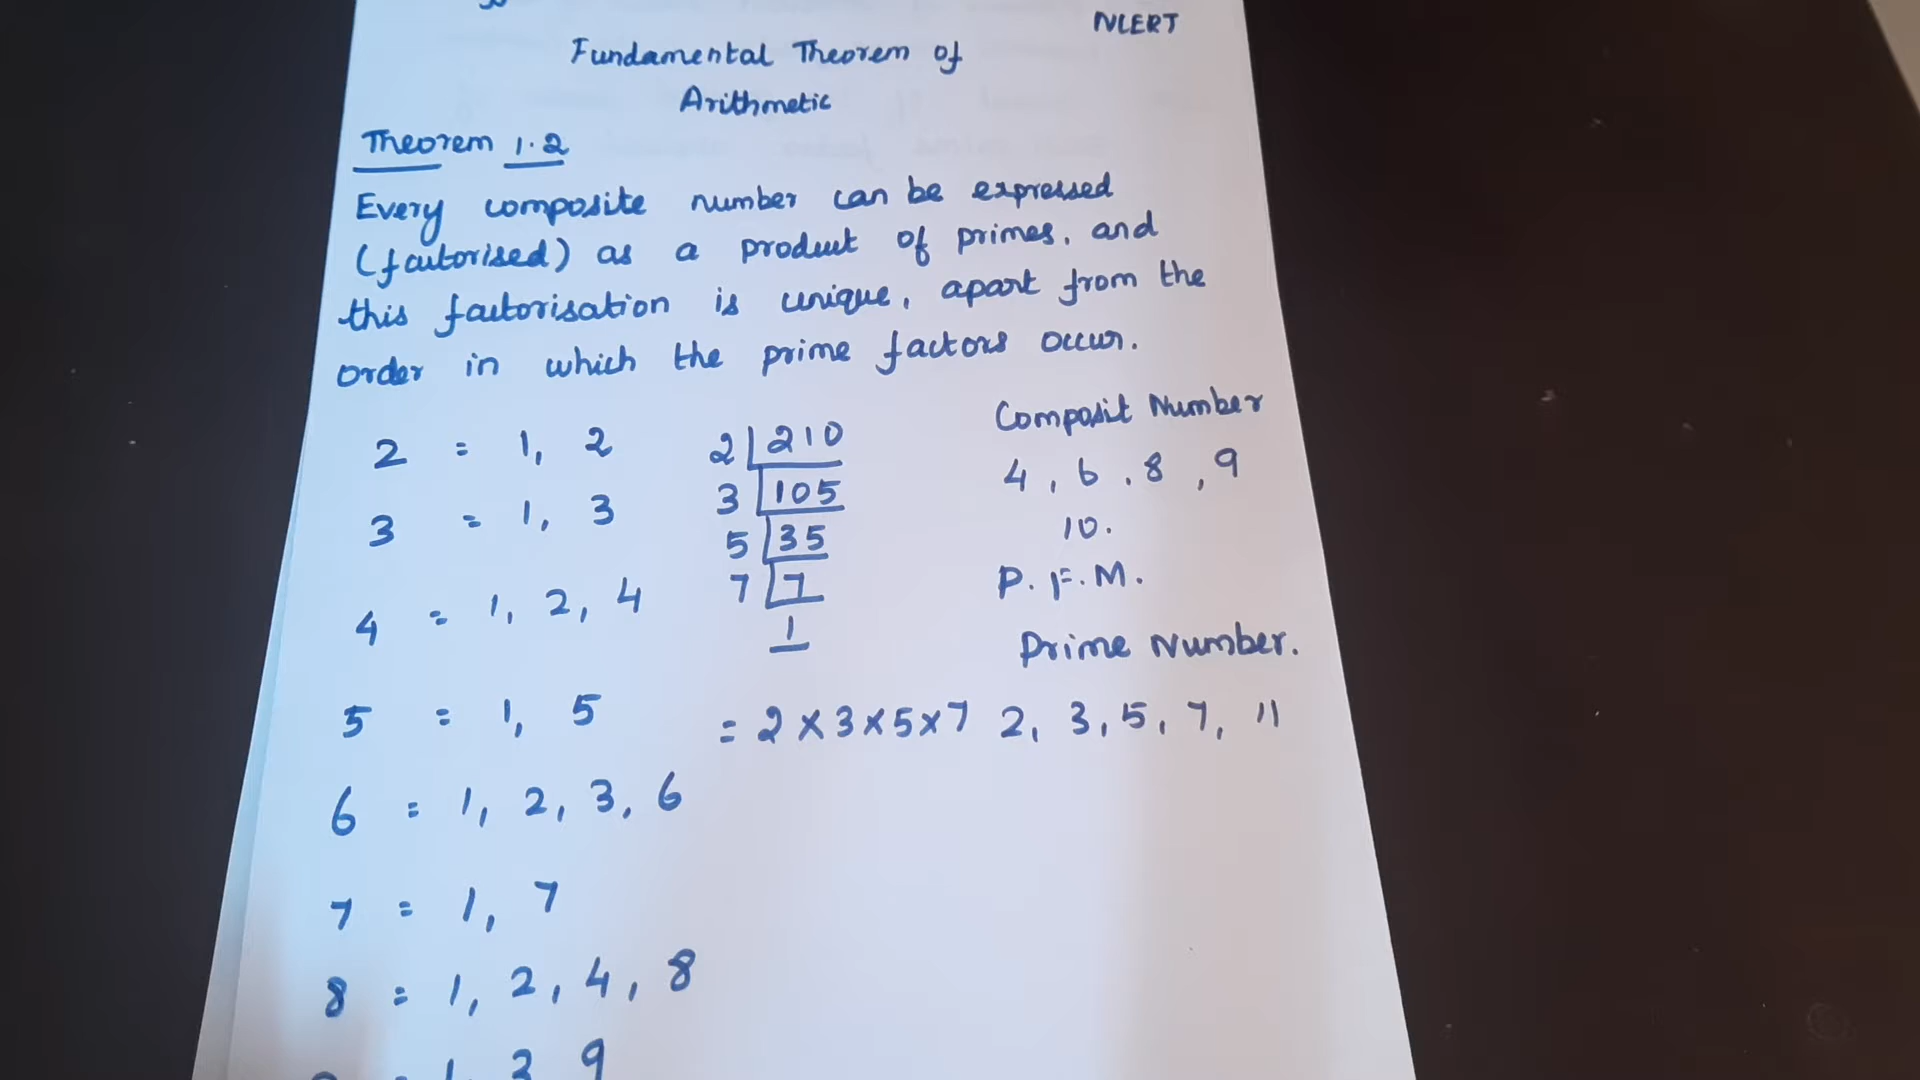 NCERT
Fundamental Theorem of
Arithmetic
Theorem 1.2
Every composite number can be expressed
(factorised) as a product of primes, and
this factorisation is unique, apart from the
order in which the prime factors occur.
2 = 1, 2
3 = 1, 3
4 = 1, 2, 4
5 = 1, 5
6 = 1, 2, 3, 6
7 = 1, 7
8 = 1, 2, 4, 8
= 1, 3 9
2 210
3 105
5 35
7 7
1
= 2 × 3 × 5 × 7
Composit Number
4, 6, 8, 9
10.
P. F. M.
Prime Number.
2, 3, 5, 7, 11